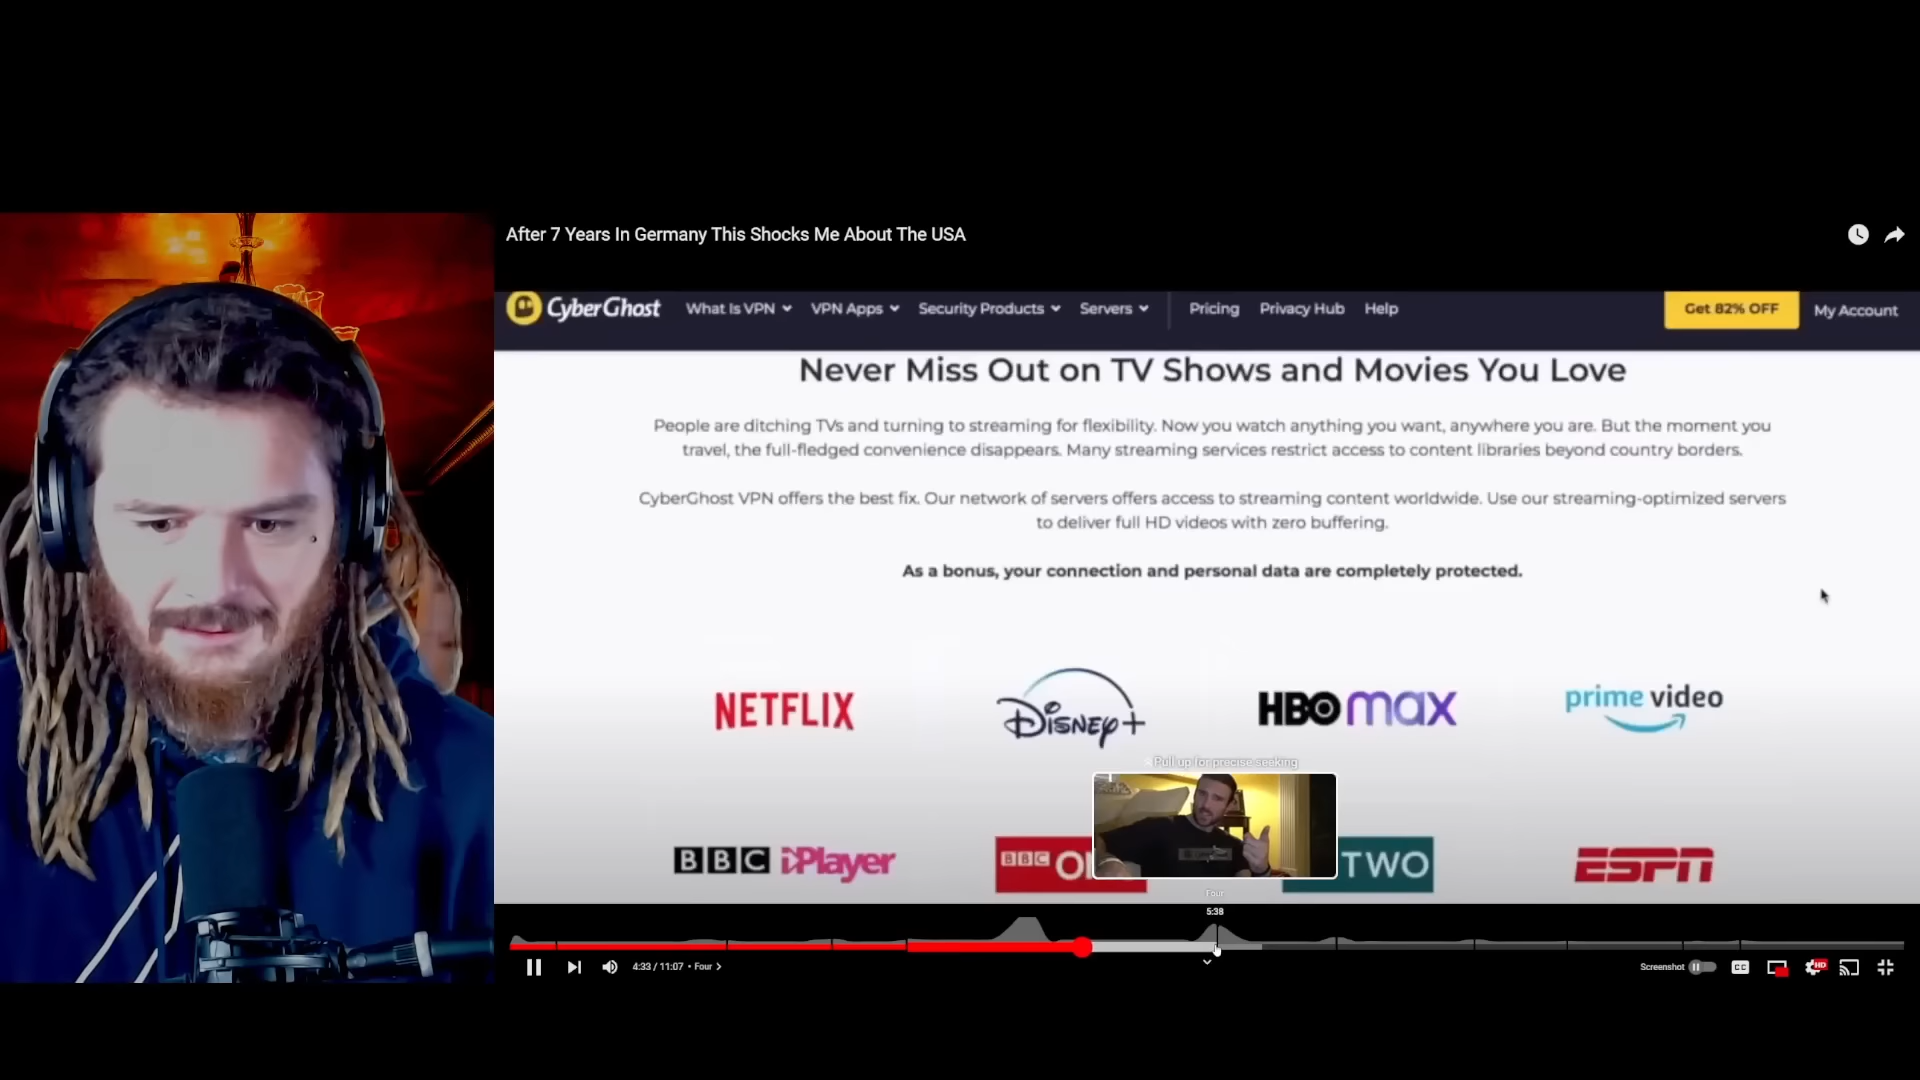 After 7 Years In Germany This Shocks Me About The USA
CyberGhost What Is VPN VPN Apps Security Products Servers Pricing Privacy Hub Help Get 82% OFF My Account
Never Miss Out on TV Shows and Movies You Love
People are ditching TVs and turning to streaming for flexibility. Now you watch anything you want, anywhere you are. But the moment you
travel, the full-fledged convenience disappears. Many streaming services restrict access to content libraries beyond country borders.
CyberGhost VPN offers the best fix. Our network of servers offers access to streaming content worldwide. Use our streaming-optimized servers
to deliver full HD videos with zero buffering.
As a bonus, your connection and personal data are completely protected.
NETFLIX Disney+ HBO max prime video
Pull up for precise seeking
BBC iPlayer BBC TWO ESPN
Four
5:38
4:33 / 11:07 • Four
Screenshot CC HD